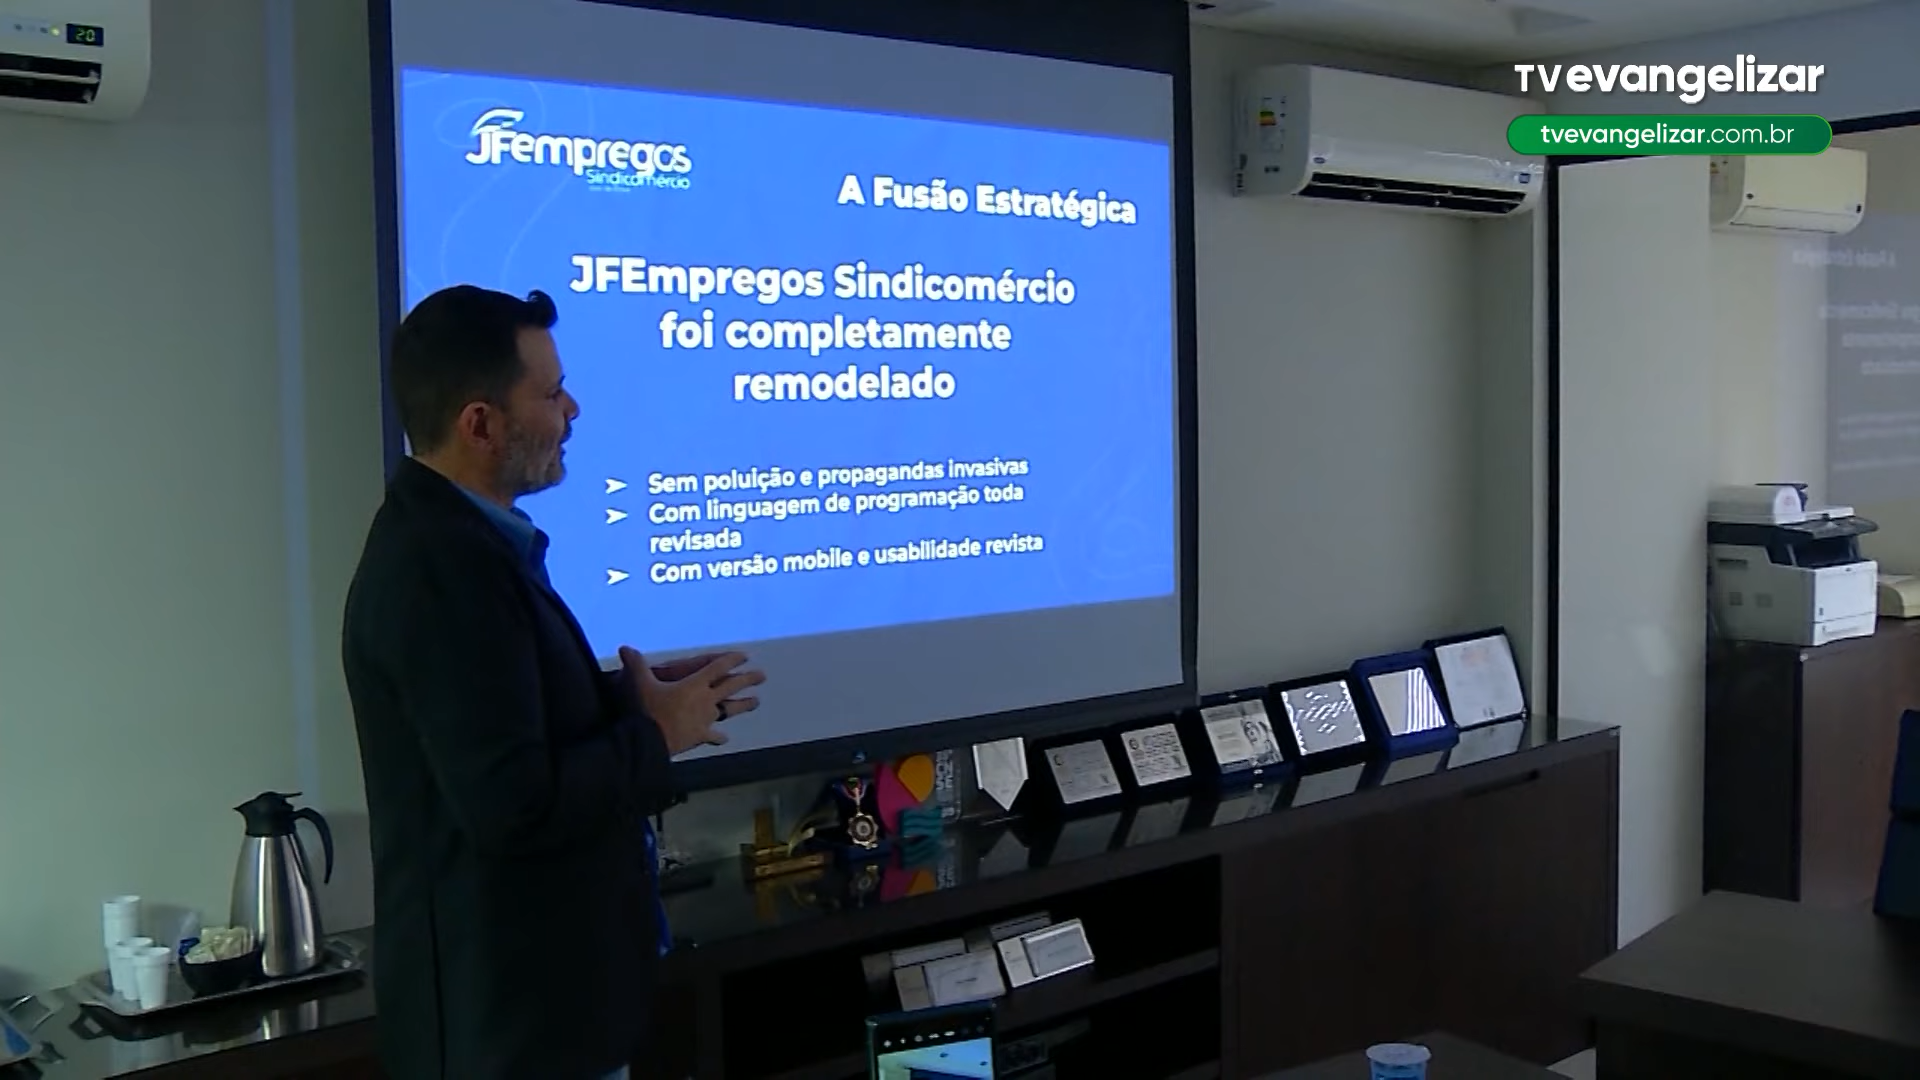 20
TVevangelizar
tvevangelizar.com.br
JFempregos
Sindicomércio
A Fusão Estratégica
JFEmpregos Sindicomércio
foi completamente
remodelado
➤ Sem poluição e propagandas invasivas
➤ Com linguagem de programação toda
revisada
➤ Com versão mobile e usabilidade revista